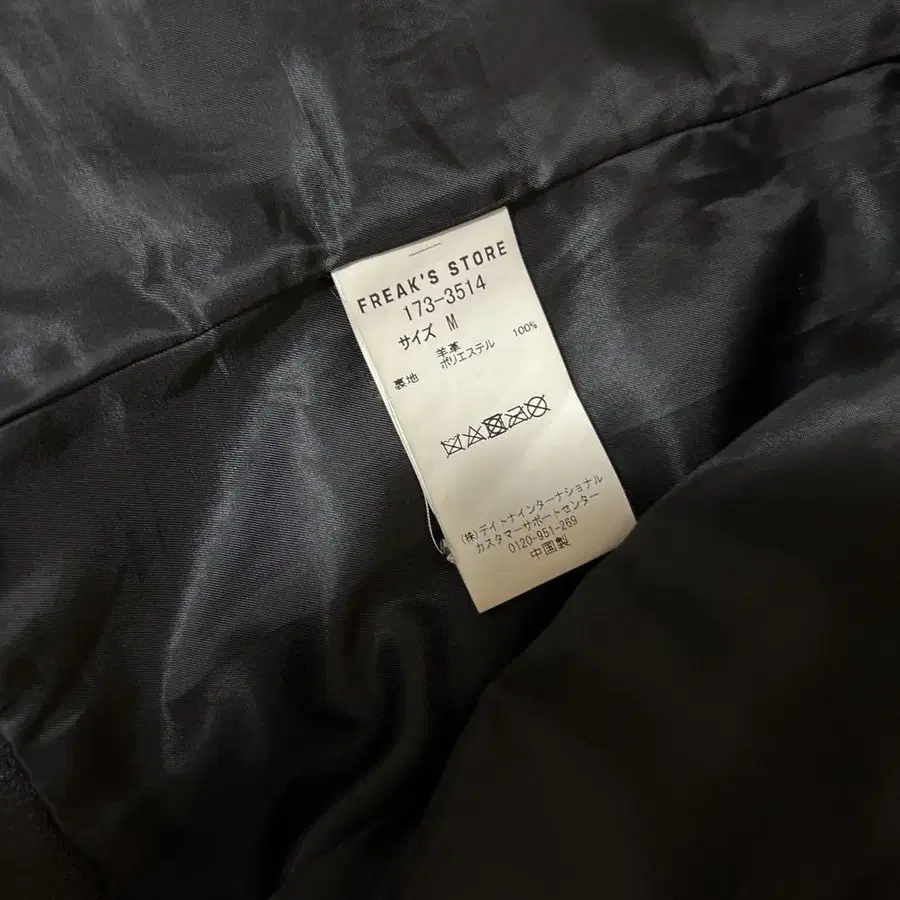 FREAK'S STORE
173-3514
サイズ M
羊革
裏地 ポリエステル 100%
(株)デイトナインターナショナル
カスタマーサポートセンター
0120-951-269
中国製